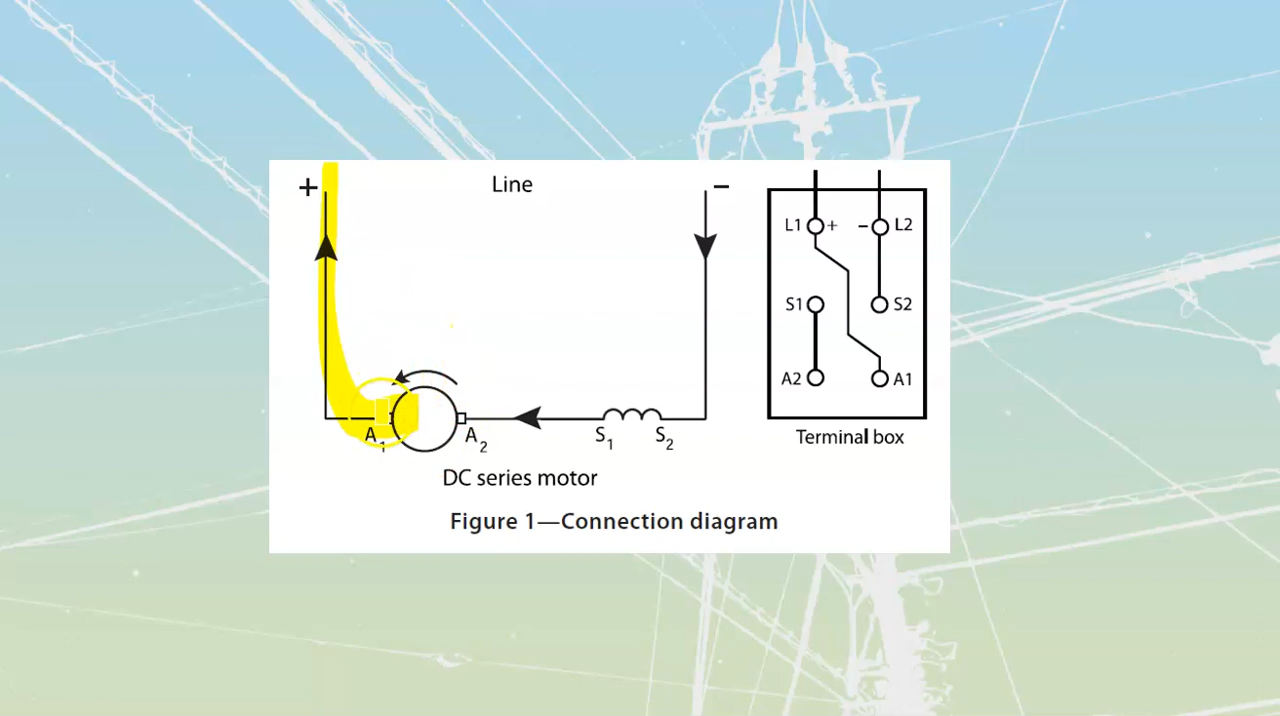 + Line −
L1 + − L2
S1 S2
A2 A1
Terminal box
A1 A2 S1 S2
DC series motor
Figure 1—Connection diagram